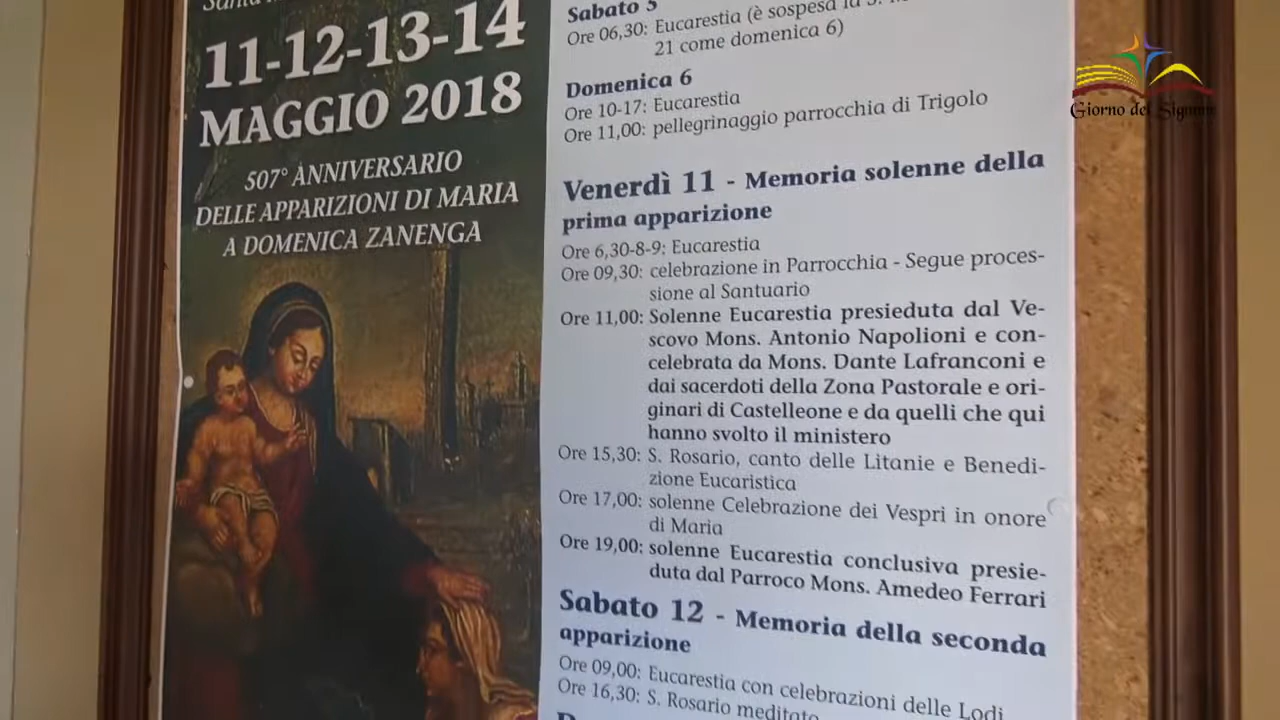 11-12-13-14
MAGGIO 2018
507° ANNIVERSARIO
DELLE APPARIZIONI DI MARIA
A DOMENICA ZANENGA
Sabato 5
Ore 06,30: Eucarestia (è sospesa la
21 come domenica 6)
Domenica 6
Ore 10-17: Eucarestia
Ore 11,00: pellegrinaggio parrocchia di Trigolo
Venerdì 11 - Memoria solenne della
prima apparizione
Ore 6,30-8-9: Eucarestia
Ore 09,30: celebrazione in Parrocchia - Segue proces-
sione al Santuario
Ore 11,00: Solenne Eucarestia presieduta dal Ve-
scovo Mons. Antonio Napolioni e con-
celebrata da Mons. Dante Lafranconi e
dai sacerdoti della Zona Pastorale e ori-
ginari di Castelleone e da quelli che qui
hanno svolto il ministero
Ore 15,30: S. Rosario, canto delle Litanie e Benedi-
zione Eucaristica
Ore 17,00: solenne Celebrazione dei Vespri in onore
di Maria
Ore 19,00: solenne Eucarestia conclusiva presie-
duta dal Parroco Mons. Amedeo Ferrari
Sabato 12 - Memoria della seconda
apparizione
Ore 09,00: Eucarestia con celebrazioni delle Lodi
Ore 16,30: S. Rosario meditato
Giorno del Signore